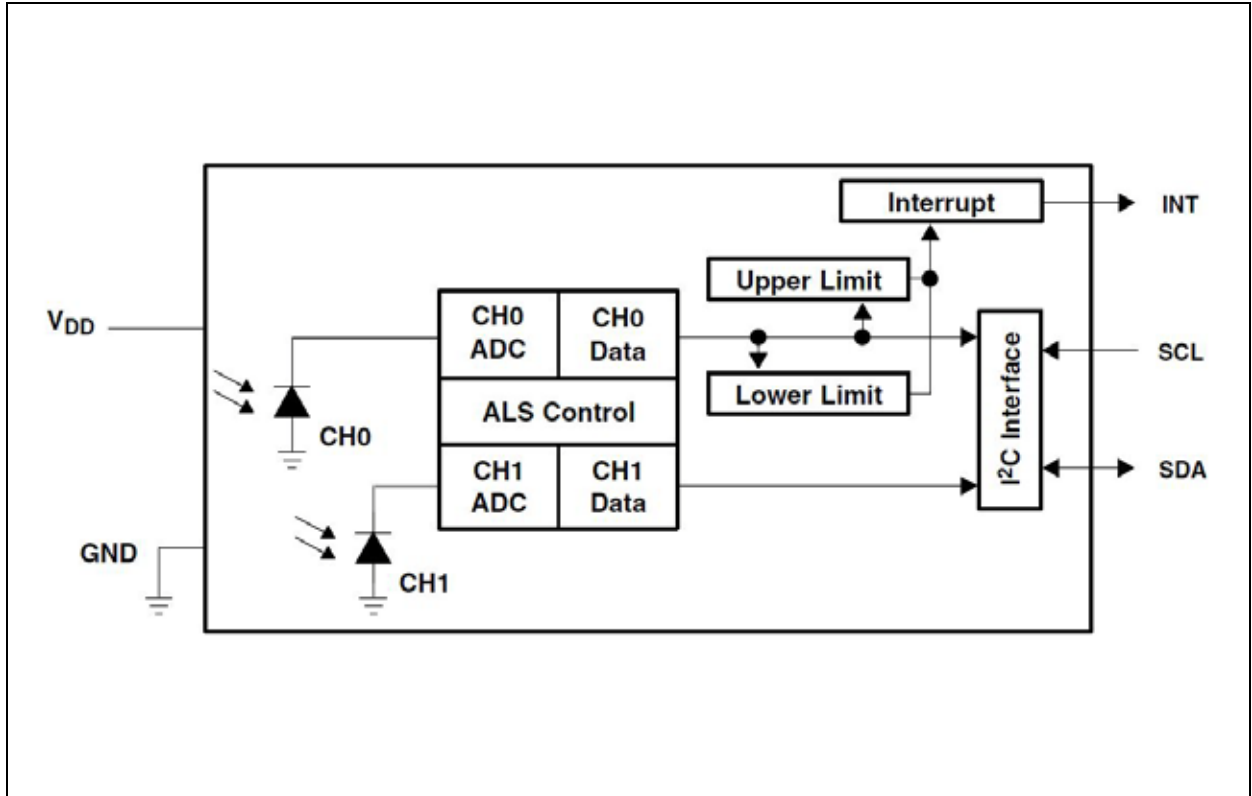 Interrupt
INT
Upper Limit
VDD
CH0
ADC
CH0
Data
I²C Interface
SCL
Lower Limit
ALS Control
CH0
CH1
ADC
CH1
Data
SDA
GND
CH1